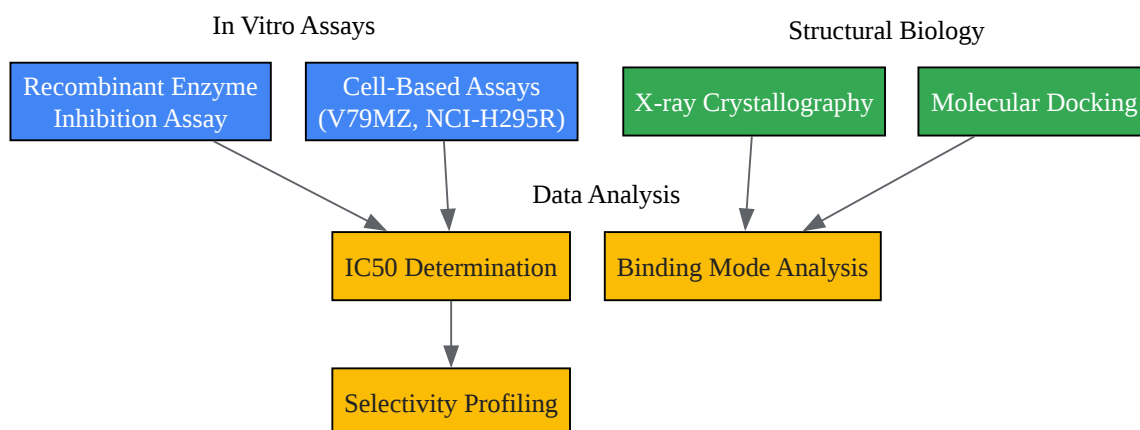 In Vitro Assays
Structural Biology
Recombinant Enzyme
Inhibition Assay
Cell-Based Assays
(V79MZ, NCI-H295R)
X-ray Crystallography
Molecular Docking
Data Analysis
IC50 Determination
Binding Mode Analysis
Selectivity Profiling